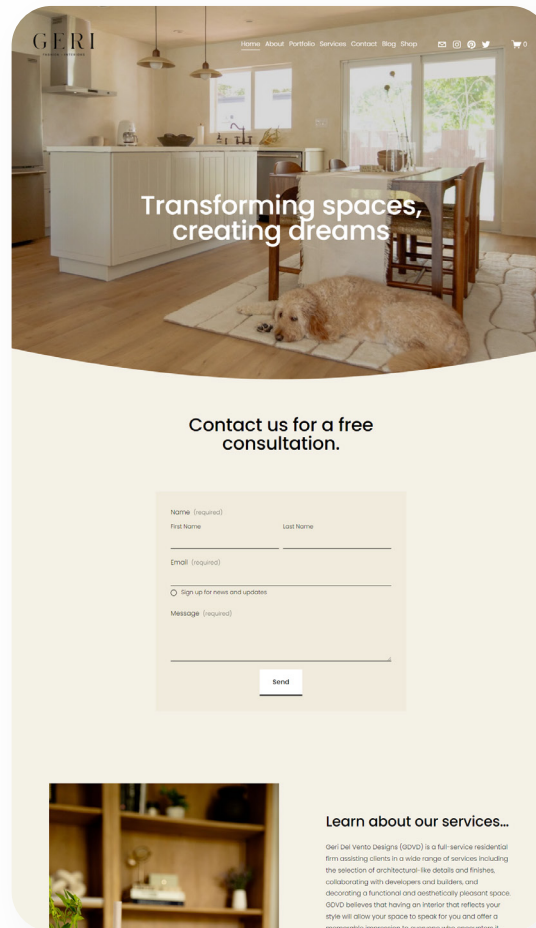 GERI
Home About Portfolio Services Contact Blog Shop
0
Transforming spaces,
creating dreams
Contact us for a free
consultation.
Name (required)
First Name Last Name
Email (required)
Sign up for news and updates
Message (required)
Send
Learn about our services...
Geri Del Vento Designs (GDVD) is a full-service residential
firm assisting clients in a wide range of services including
the selection of architectural-like details and finishes,
collaborating with developers and builders, and
decorating a functional and aesthetically pleasant space.
GDVD believes that having an interior that reflects your
style will allow your space to speak for you and offer a